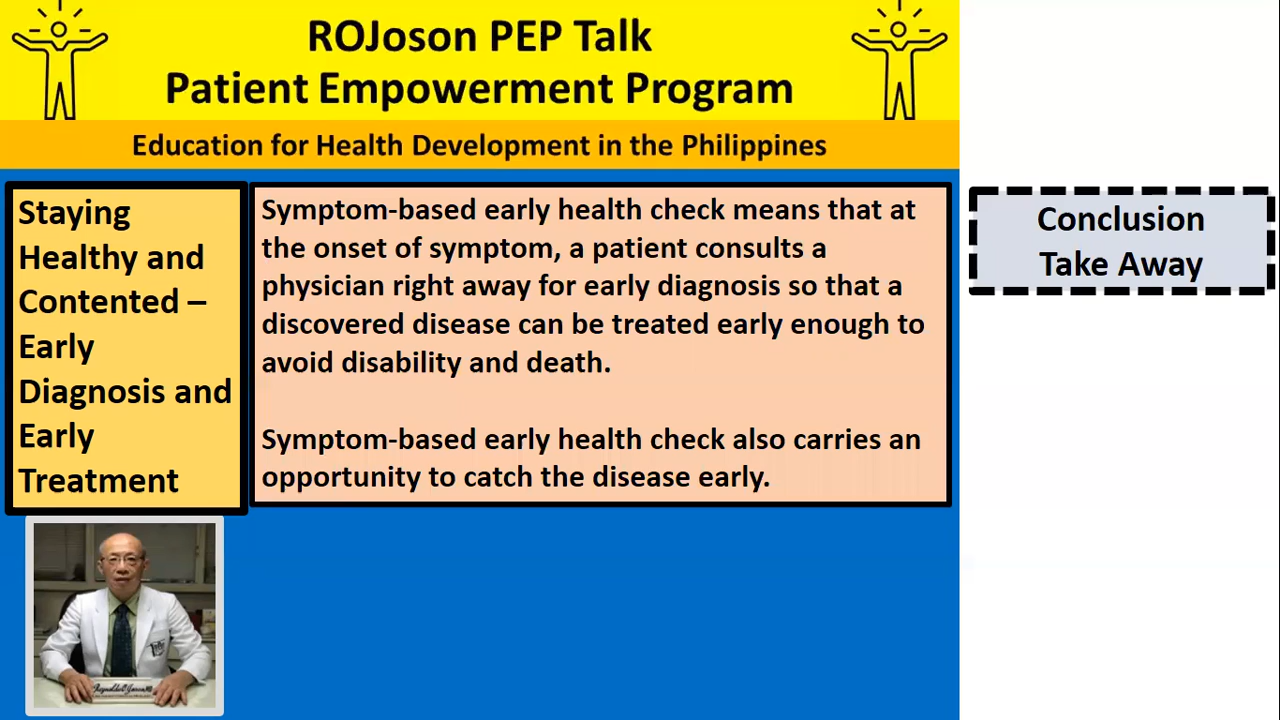 ROJoson PEP Talk
Patient Empowerment Program
Education for Health Development in the Philippines
Staying
Healthy and
Contented –
Early
Diagnosis and
Early
Treatment
Symptom-based early health check means that at
the onset of symptom, a patient consults a
physician right away for early diagnosis so that a
discovered disease can be treated early enough to
avoid disability and death.
Symptom-based early health check also carries an
opportunity to catch the disease early.
Conclusion
Take Away